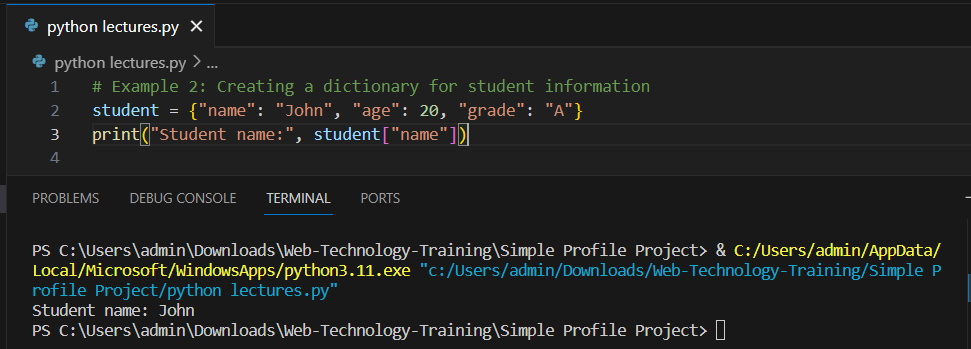 python lectures.py
python lectures.py > ...
1 # Example 2: Creating a dictionary for student information
2 student = {"name": "John", "age": 20, "grade": "A"}
3 print("Student name:", student["name"])
4
PROBLEMS DEBUG CONSOLE TERMINAL PORTS
PS C:\Users\admin\Downloads\Web-Technology-Training\Simple Profile Project> & C:/Users/admin/AppData/
Local/Microsoft/WindowsApps/python3.11.exe "c:/Users/admin/Downloads/Web-Technology-Training/Simple P
rofile Project/python lectures.py"
Student name: John
PS C:\Users\admin\Downloads\Web-Technology-Training\Simple Profile Project>